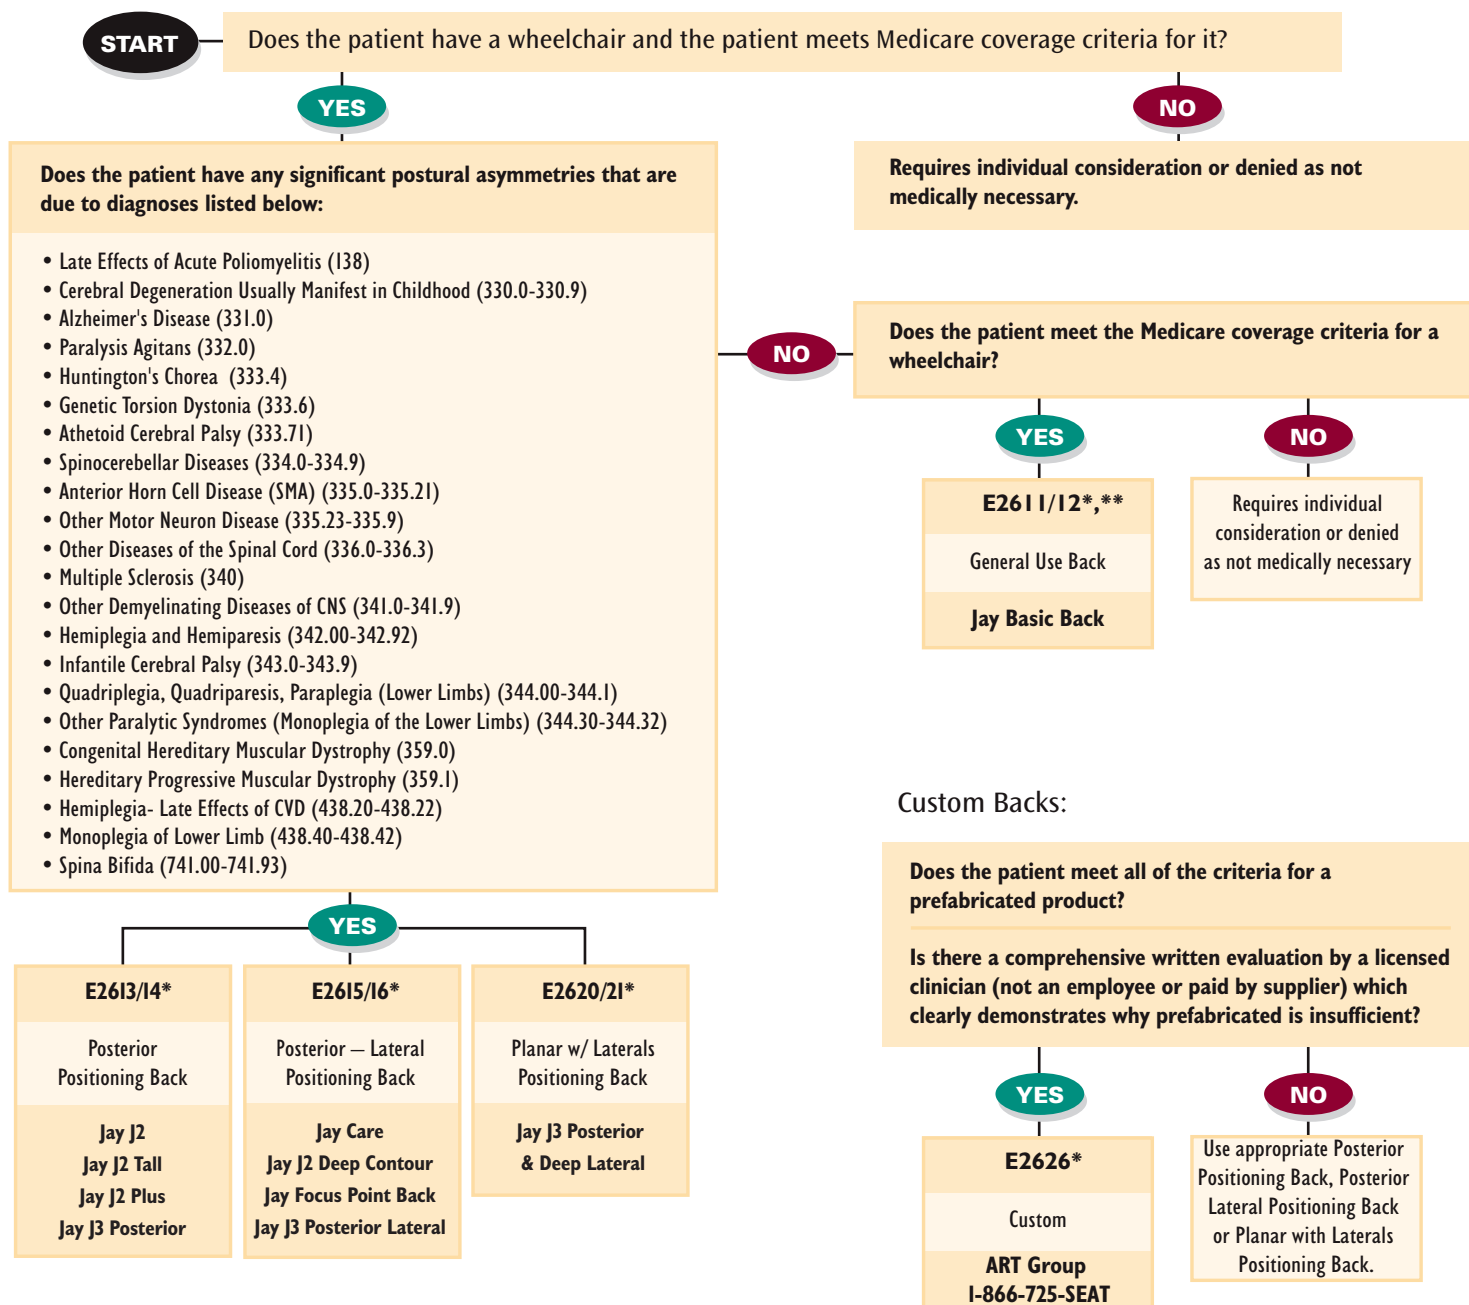 START
Does the patient have a wheelchair and the patient meets Medicare coverage criteria for it?
YES
NO
Does the patient have any significant postural asymmetries that are
due to diagnoses listed below:
• Late Effects of Acute Poliomyelitis (138)
• Cerebral Degeneration Usually Manifest in Childhood (330.0-330.9)
• Alzheimer's Disease (331.0)
• Paralysis Agitans (332.0)
• Huntington's Chorea (333.4)
• Genetic Torsion Dystonia (333.6)
• Athetoid Cerebral Palsy (333.71)
• Spinocerebellar Diseases (334.0-334.9)
• Anterior Horn Cell Disease (SMA) (335.0-335.21)
• Other Motor Neuron Disease (335.23-335.9)
• Other Diseases of the Spinal Cord (336.0-336.3)
• Multiple Sclerosis (340)
• Other Demyelinating Diseases of CNS (341.0-341.9)
• Hemiplegia and Hemiparesis (342.00-342.92)
• Infantile Cerebral Palsy (343.0-343.9)
• Quadriplegia, Quadriparesis, Paraplegia (Lower Limbs) (344.00-344.1)
• Other Paralytic Syndromes (Monoplegia of the Lower Limbs) (344.30-344.32)
• Congenital Hereditary Muscular Dystrophy (359.0)
• Hereditary Progressive Muscular Dystrophy (359.1)
• Hemiplegia- Late Effects of CVD (438.20-438.22)
• Monoplegia of Lower Limb (438.40-438.42)
• Spina Bifida (741.00-741.93)
Requires individual consideration or denied as not
medically necessary.
NO
Does the patient meet the Medicare coverage criteria for a
wheelchair?
YES
NO
E2611/12*,**
General Use Back
Jay Basic Back
Requires individual
consideration or denied
as not medically necessary
YES
E2613/14*
Posterior
Positioning Back
Jay J2
Jay J2 Tall
Jay J2 Plus
Jay J3 Posterior
E2615/16*
Posterior – Lateral
Positioning Back
Jay Care
Jay J2 Deep Contour
Jay Focus Point Back
Jay J3 Posterior Lateral
E2620/21*
Planar w/ Laterals
Positioning Back
Jay J3 Posterior
& Deep Lateral
Custom Backs:
Does the patient meet all of the criteria for a
prefabricated product?
Is there a comprehensive written evaluation by a licensed
clinician (not an employee or paid by supplier) which
clearly demonstrates why prefabricated is insufficient?
YES
NO
E2626*
Custom
ART Group
1-866-725-SEAT
Use appropriate Posterior
Positioning Back, Posterior
Lateral Positioning Back
or Planar with Laterals
Positioning Back.